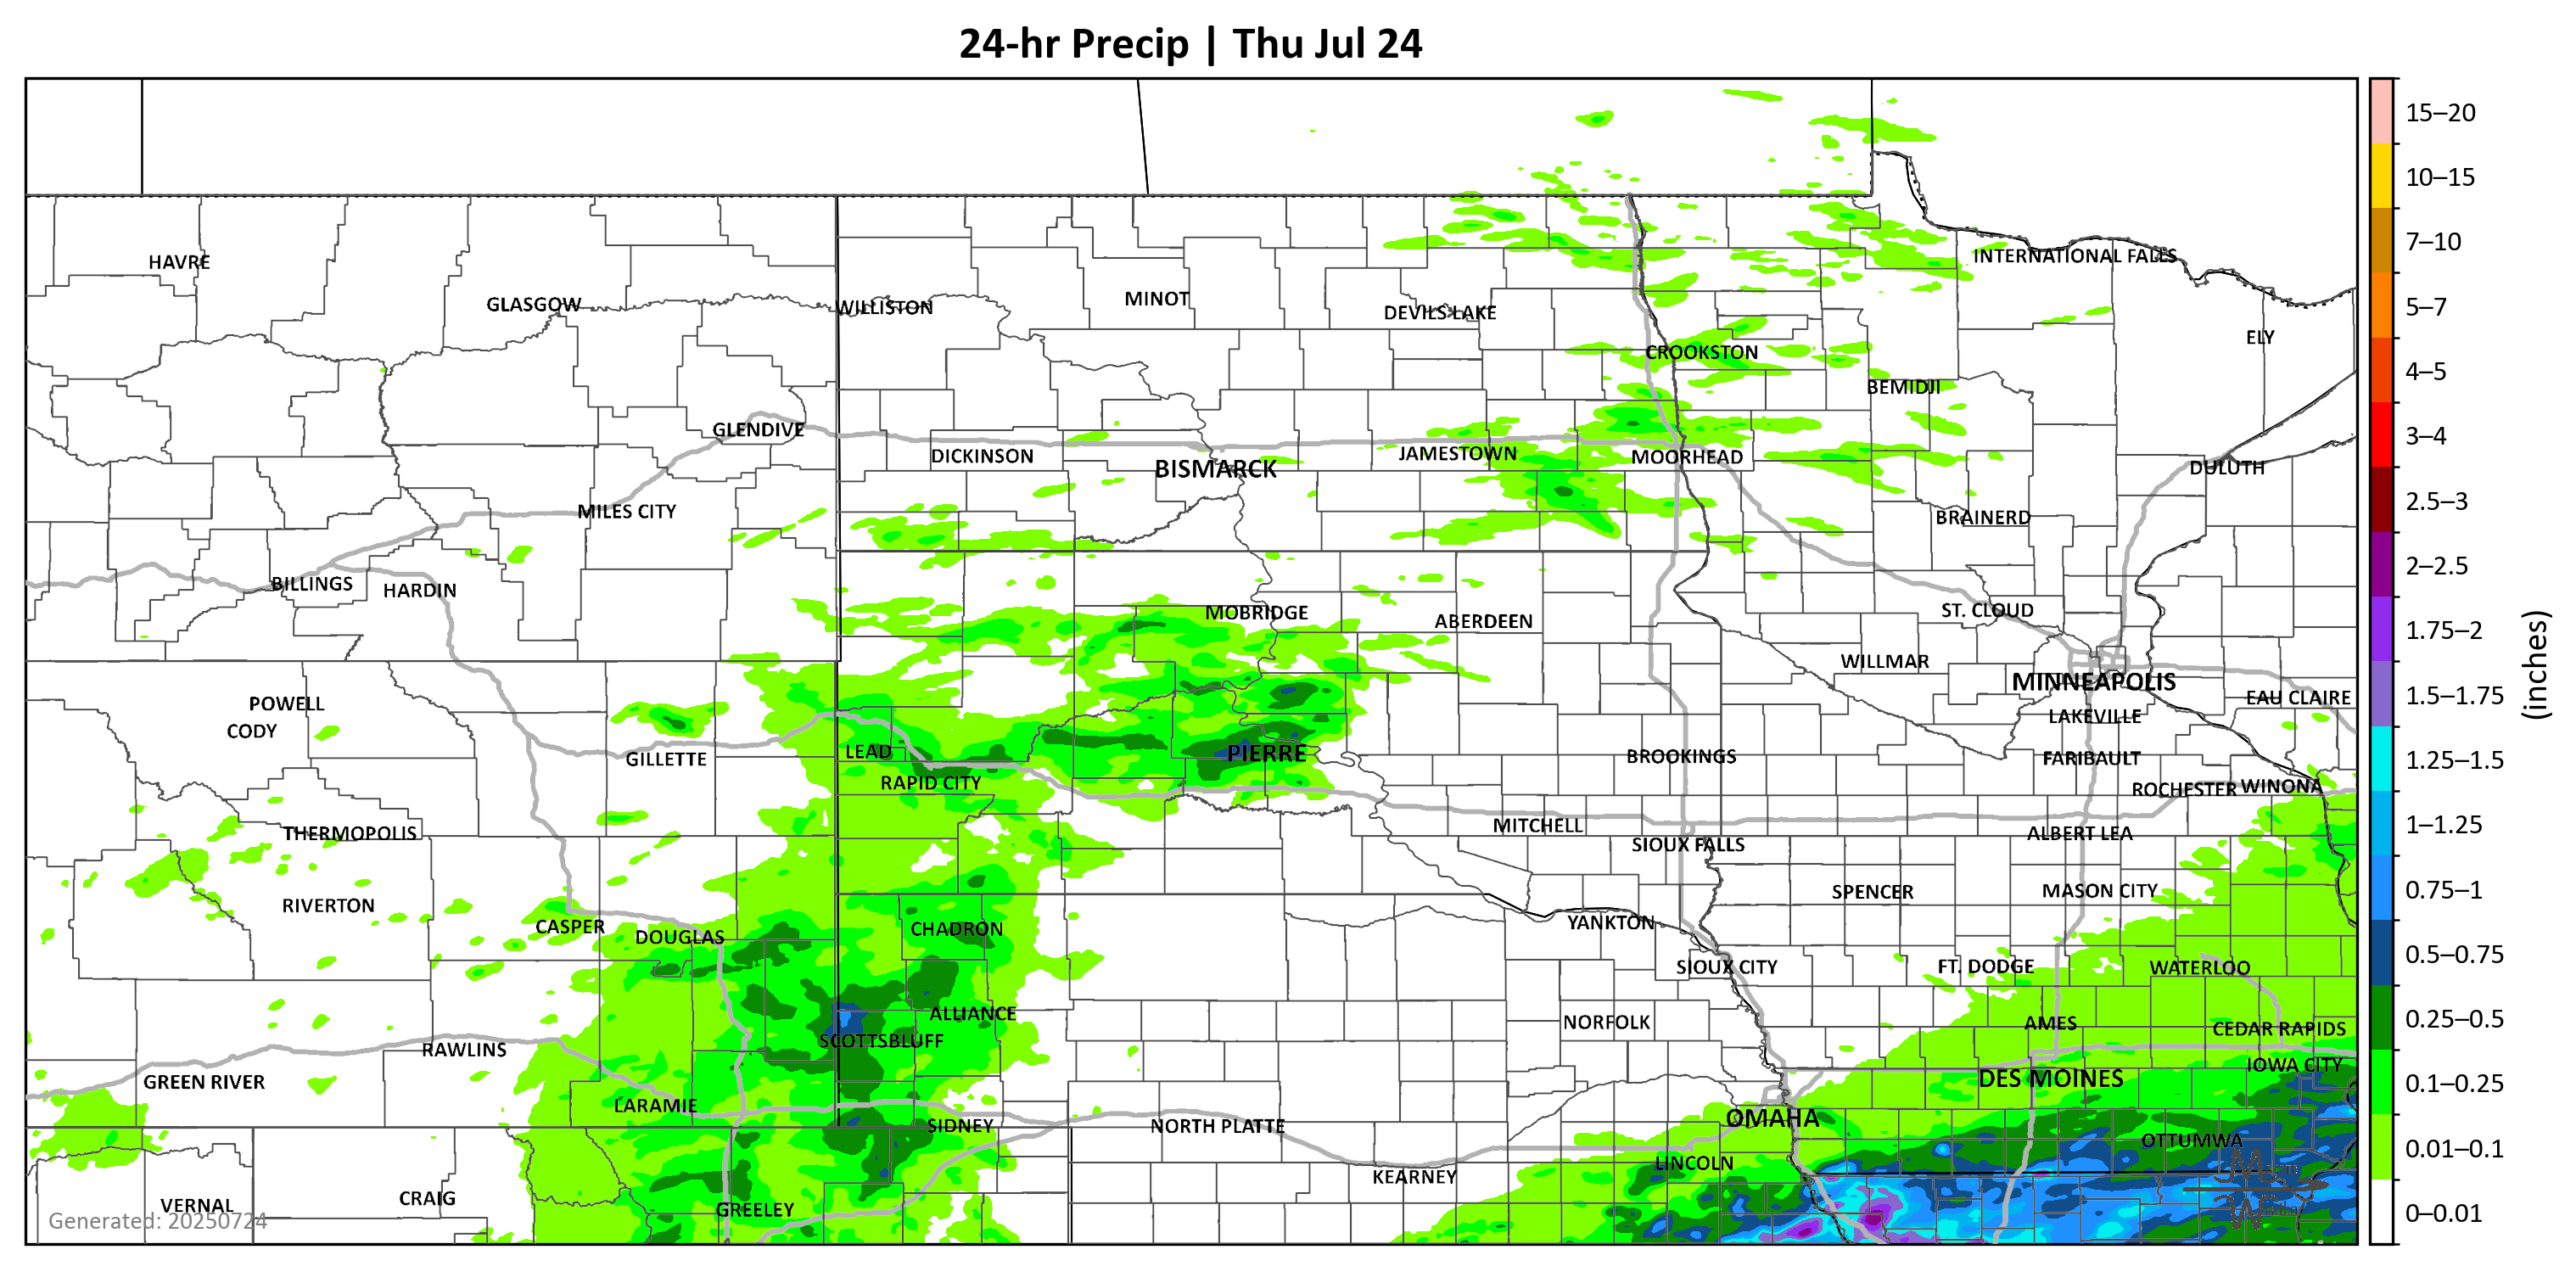 24-hr Precip | Thu Jul 24
15–20
10–15
7–10
5–7
4–5
3–4
2.5–3
2–2.5
1.75–2
1.5–1.75
1.25–1.5
1–1.25
0.75–1
0.5–0.75
0.25–0.5
0.1–0.25
0.01–0.1
0–0.01
(inches)
HAVRE
GLASGOW
WILLISTON
MINOT
DEVILS LAKE
INTERNATIONAL FALLS
ELY
CROOKSTON
BEMIDJI
GLENDIVE
DICKINSON
BISMARCK
JAMESTOWN
MOORHEAD
DULUTH
MILES CITY
BRAINERD
BILLINGS
HARDIN
MOBRIDGE
ABERDEEN
ST. CLOUD
WILLMAR
MINNEAPOLIS
EAU CLAIRE
POWELL
CODY
LAKEVILLE
GILLETTE
LEAD
RAPID CITY
PIERRE
BROOKINGS
FARIBAULT
ROCHESTER
WINONA
THERMOPOLIS
MITCHELL
SIOUX FALLS
ALBERT LEA
RIVERTON
SPENCER
MASON CITY
CASPER
DOUGLAS
CHADRON
YANKTON
SIOUX CITY
FT. DODGE
WATERLOO
ALLIANCE
SCOTTSBLUFF
NORFOLK
AMES
CEDAR RAPIDS
RAWLINS
GREEN RIVER
IOWA CITY
DES MOINES
LARAMIE
SIDNEY
NORTH PLATTE
OMAHA
OTTUMWA
LINCOLN
KEARNEY
VERNAL
CRAIG
GREELEY
Generated: 20250724